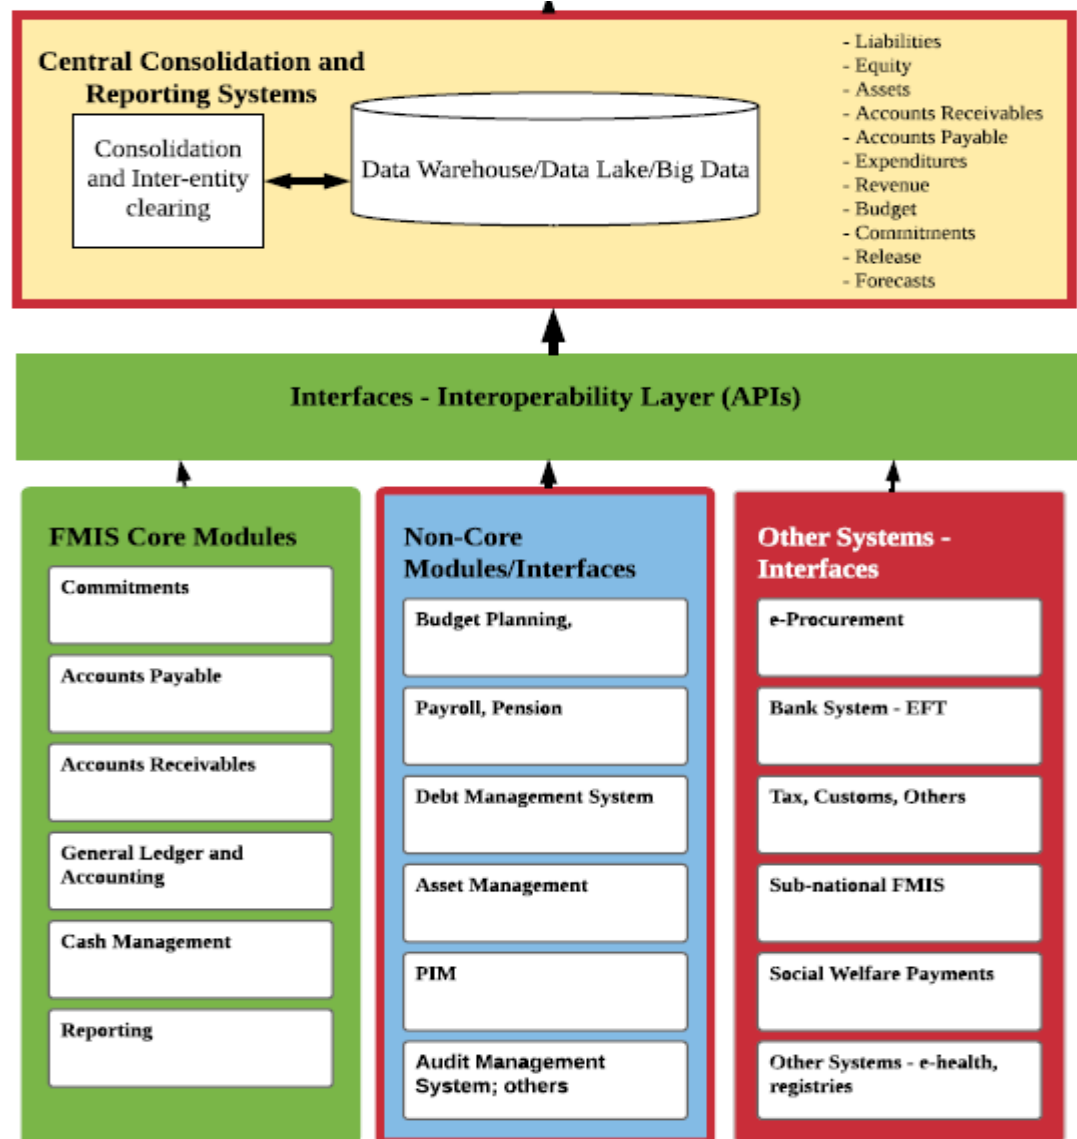 Central Consolidation and
Reporting Systems
Consolidation
and Inter-entity
clearing
Data Warehouse/Data Lake/Big Data
- Liabilities
- Equity
- Assets
- Accounts Receivables
- Accounts Payable
- Expenditures
- Revenue
- Budget
- Commitments
- Release
- Forecasts
Interfaces - Interoperability Layer (APIs)
FMIS Core Modules
Commitments
Accounts Payable
Accounts Receivables
General Ledger and
Accounting
Cash Management
Reporting
Non-Core
Modules/Interfaces
Budget Planning,
Payroll, Pension
Debt Management System
Asset Management
PIM
Audit Management
System; others
Other Systems -
Interfaces
e-Procurement
Bank System - EFT
Tax, Customs, Others
Sub-national FMIS
Social Welfare Payments
Other Systems - e-health,
registries